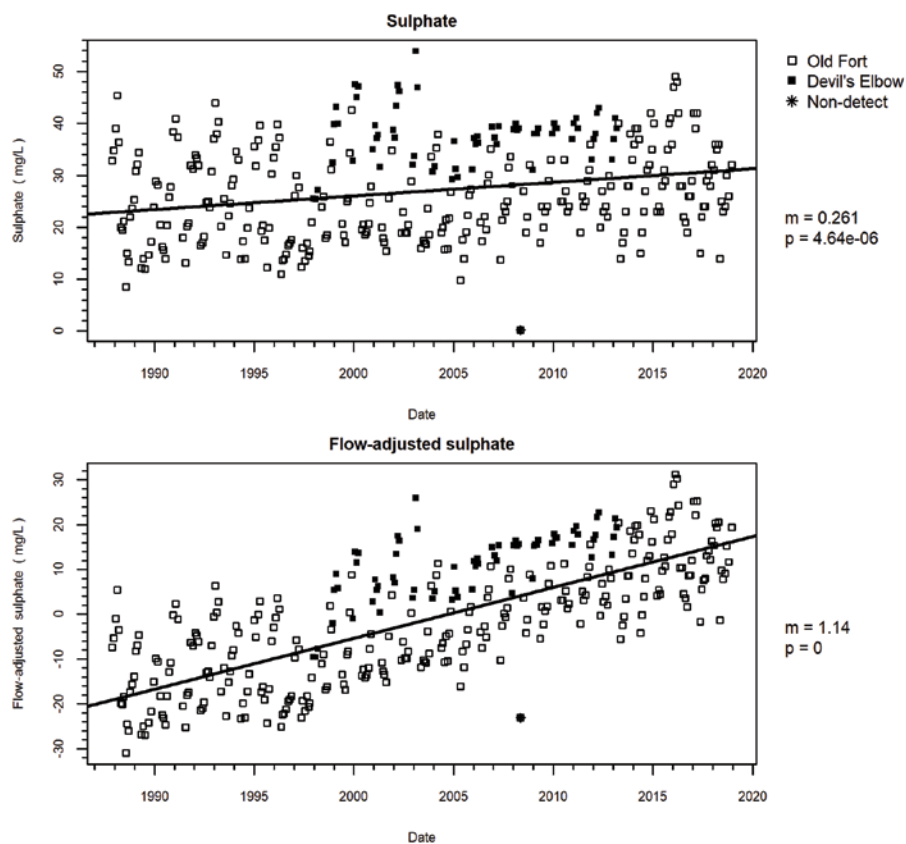 Sulphate
50
40
30
20
10
0
Sulphate ( mg/L )
1990 1995 2000 2005 2010 2015 2020
Date
Old Fort
Devil's Elbow
Non-detect
m = 0.261
p = 4.64e-06
Flow-adjusted sulphate
30
20
10
0
-10
-20
-30
Flow-adjusted sulphate ( mg/L )
1990 1995 2000 2005 2010 2015 2020
Date
m = 1.14
p = 0